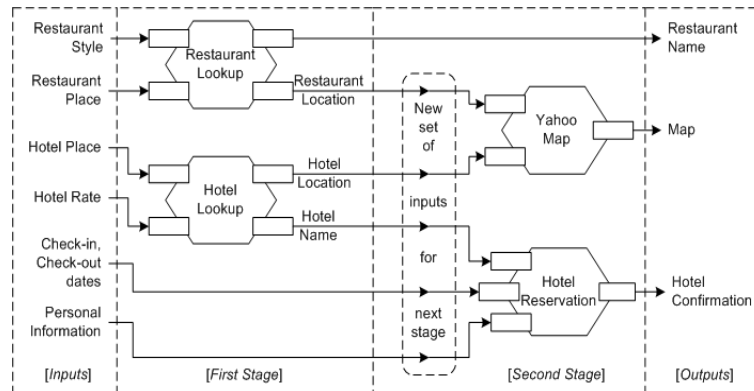 Restaurant
Style
Restaurant
Place
Hotel Place
Hotel Rate
Check-in,
Check-out
dates
Personal
Information
[Inputs]
Restaurant
Lookup
Restaurant
Location
Hotel
Lookup
Hotel
Location
Hotel
Name
[First Stage]
New
set
of
inputs
for
next
stage
Yahoo
Map
Hotel
Reservation
[Second Stage]
Restaurant
Name
Map
Hotel
Confirmation
[Outputs]